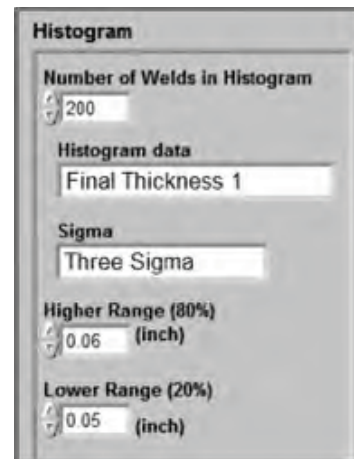 Histogram
Number of Welds in Histogram
200
Histogram data
Final Thickness 1
Sigma
Three Sigma
Higher Range (80%)
0.06 (inch)
Lower Range (20%)
0.05 (inch)